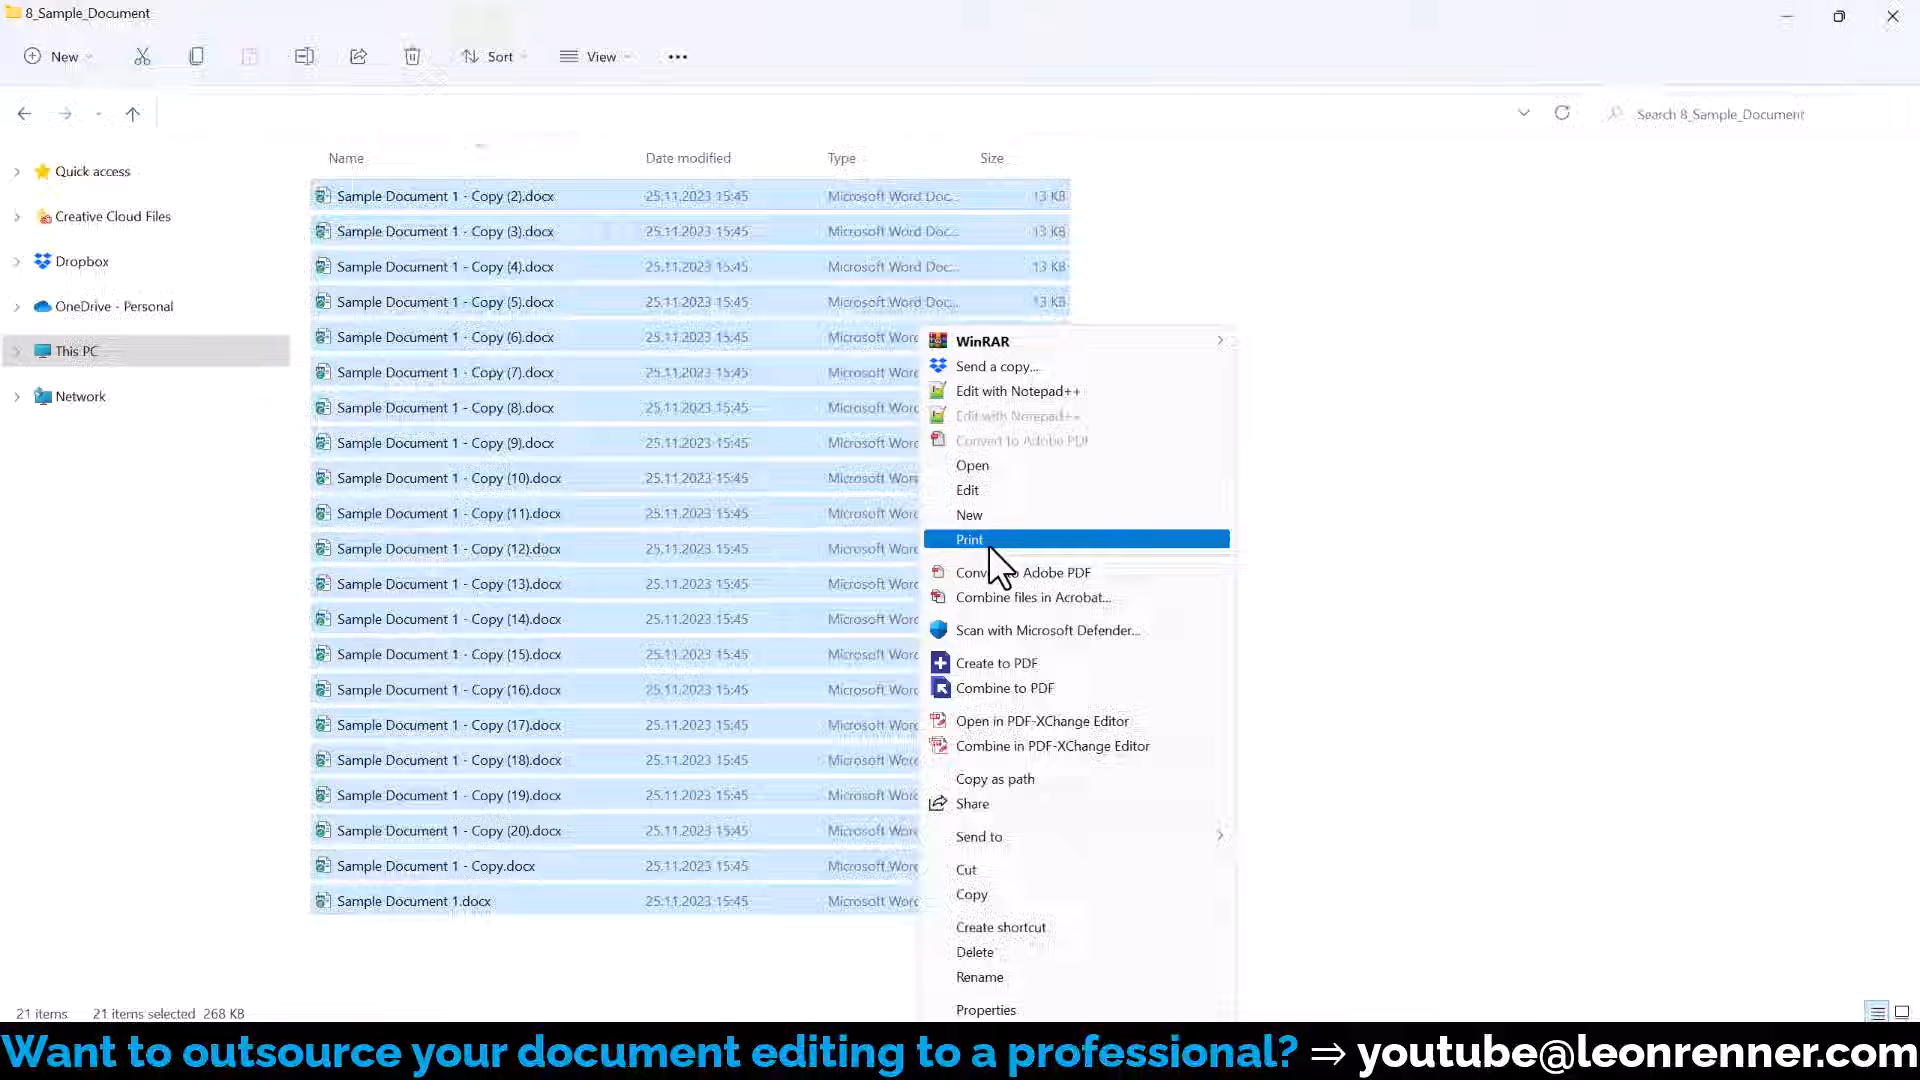 8_Sample_Document
New
Sort
View
Search 8_Sample_Document
Name Date modified Type Size
Quick access
Creative Cloud Files
Dropbox
OneDrive - Personal
This PC
Network
Sample Document 1 - Copy (2).docx 25.11.2023 15:45 Microsoft Word Doc... 13 KB
Sample Document 1 - Copy (3).docx 25.11.2023 15:45 Microsoft Word Doc... 13 KB
Sample Document 1 - Copy (4).docx 25.11.2023 15:45 Microsoft Word Doc... 13 KB
Sample Document 1 - Copy (5).docx 25.11.2023 15:45 Microsoft Word Doc... 13 KB
Sample Document 1 - Copy (6).docx 25.11.2023 15:45 Microsoft
Sample Document 1 - Copy (7).docx 25.11.2023 15:45 Microsoft
Sample Document 1 - Copy (8).docx 25.11.2023 15:45 Microsoft
Sample Document 1 - Copy (9).docx 25.11.2023 15:45 Microsoft
Sample Document 1 - Copy (10).docx 25.11.2023 15:45 Microsoft
Sample Document 1 - Copy (11).docx 25.11.2023 15:45 Microsoft
Sample Document 1 - Copy (12).docx 25.11.2023 15:45 Microsoft
Sample Document 1 - Copy (13).docx 25.11.2023 15:45 Microsoft
Sample Document 1 - Copy (14).docx 25.11.2023 15:45 Microsoft
Sample Document 1 - Copy (15).docx 25.11.2023 15:45 Microsoft
Sample Document 1 - Copy (16).docx 25.11.2023 15:45 Microsoft
Sample Document 1 - Copy (17).docx 25.11.2023 15:45 Microsoft
Sample Document 1 - Copy (18).docx 25.11.2023 15:45 Microsoft
Sample Document 1 - Copy (19).docx 25.11.2023 15:45 Microsoft
Sample Document 1 - Copy (20).docx 25.11.2023 15:45 Microsoft
Sample Document 1 - Copy.docx 25.11.2023 15:45 Microsoft
Sample Document 1.docx 25.11.2023 15:45 Microsoft
WinRAR
Send a copy...
Edit with Notepad++
Edit with Notepad++
Convert to Adobe PDF
Open
Edit
New
Print
Adobe PDF
Combine files in Acrobat...
Scan with Microsoft Defender...
Create to PDF
Combine to PDF
Open in PDF-XChange Editor
Combine in PDF-XChange Editor
Copy as path
Share
Send to
Cut
Copy
Create shortcut
Delete
Rename
Properties
21 items 21 items selected 268 KB
Want to outsource your document editing to a professional? ⇒ youtube@leonrenner.com